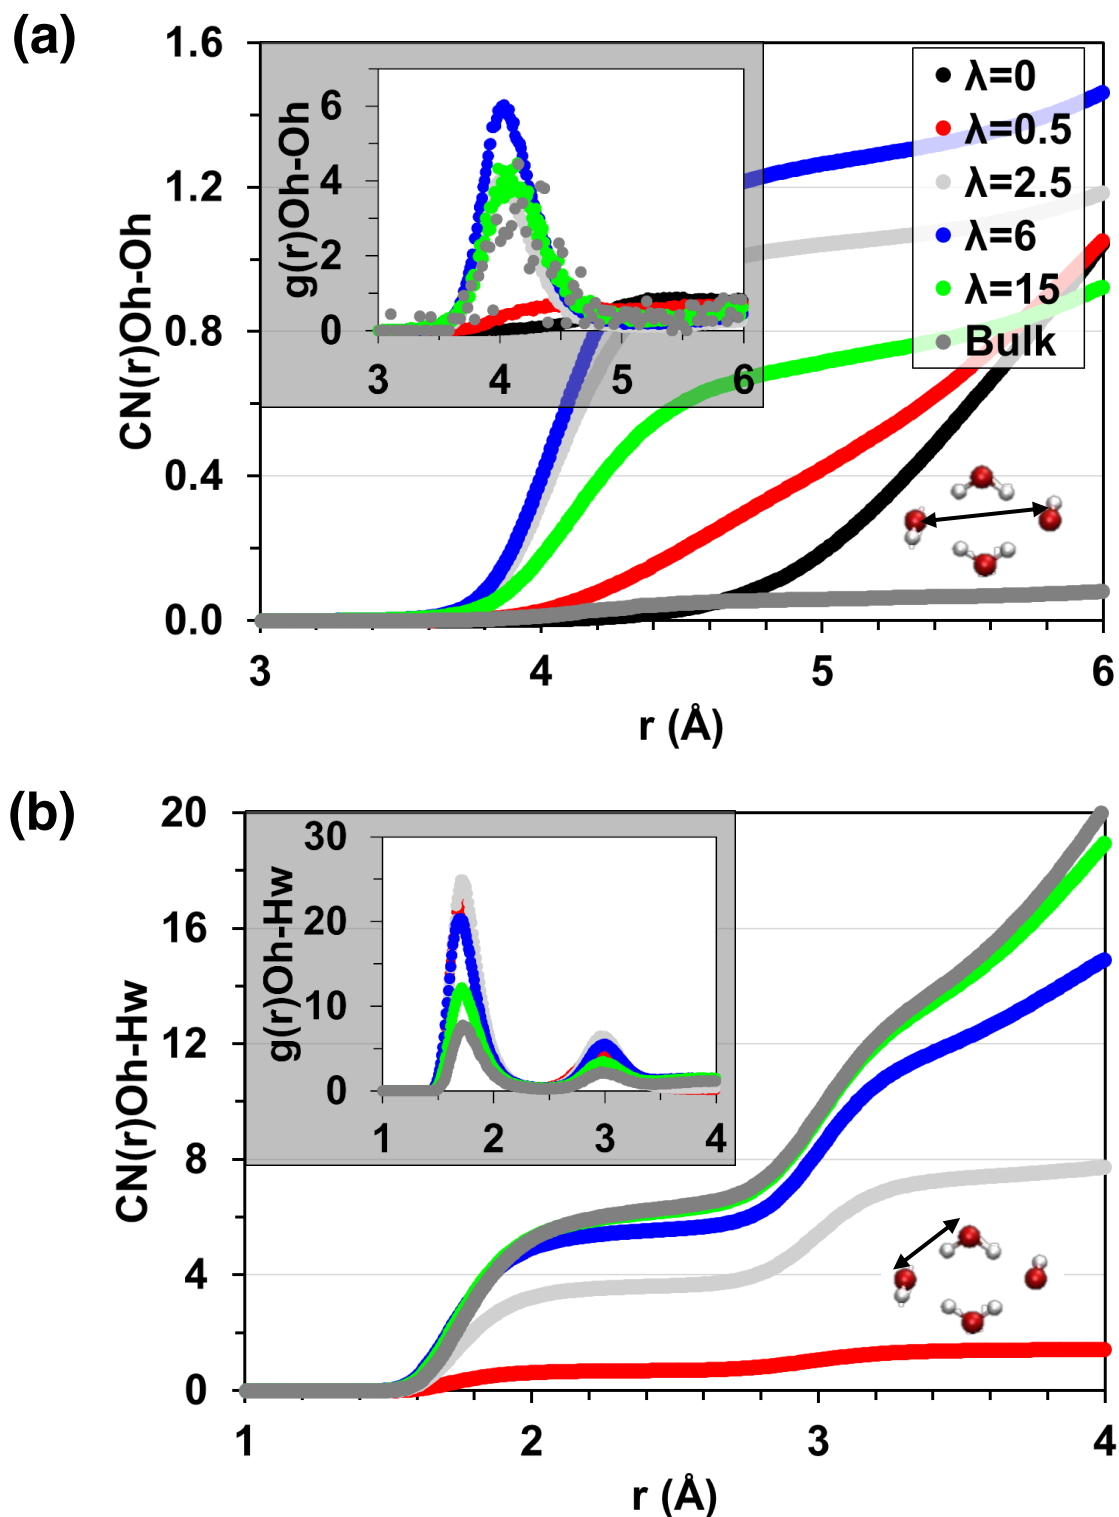 (a)
1.6
1.2
0.8
0.4
0.0
CN(r)Oh-Oh
3 4 5 6
r (Å)
g(r)Oh-Oh
6
4
2
0
3 4 5 6
λ=0
λ=0.5
λ=2.5
λ=6
λ=15
Bulk
(b)
20
16
12
8
4
0
CN(r)Oh-Hw
1 2 3 4
r (Å)
g(r)Oh-Hw
30
20
10
0
1 2 3 4